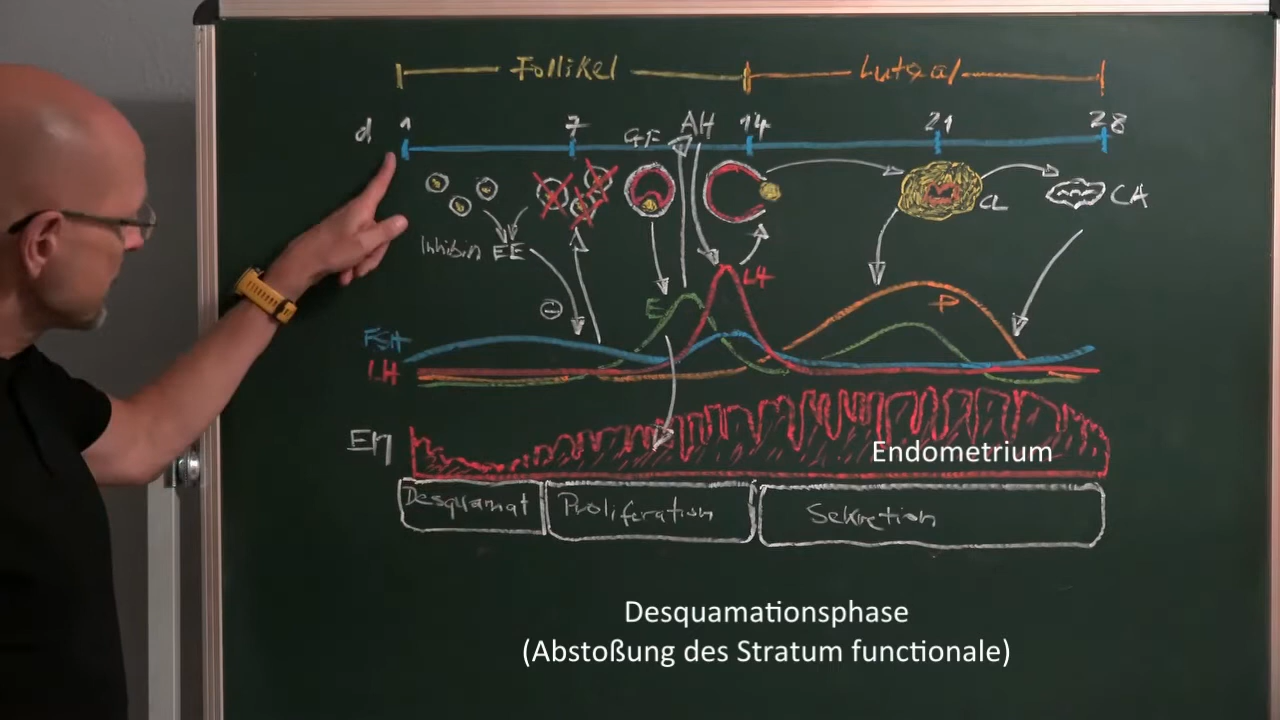 Follikel Luteal
d 1 7 GF AH 14 21 28
CL CA
Inhibin EE
LH
E P
FSH
LH
En
Endometrium
Desquamat Proliferation Sekretion
Desquamationsphase
(Abstoßung des Stratum functionale)